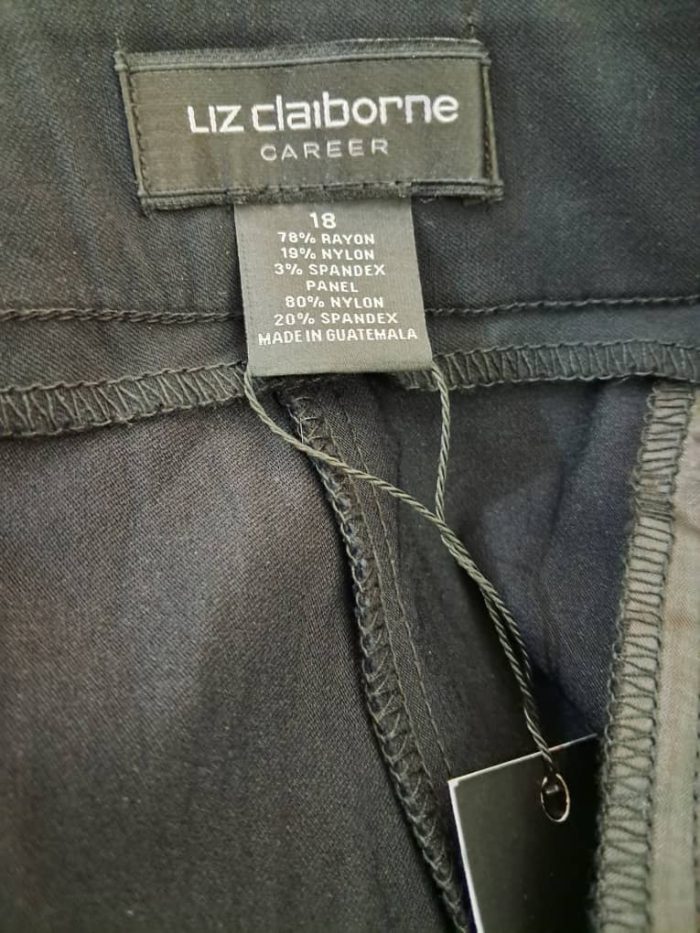 LIZ claiborne
CAREER
18
78% RAYON
19% NYLON
3% SPANDEX
PANEL
80% NYLON
20% SPANDEX
MADE IN GUATEMALA